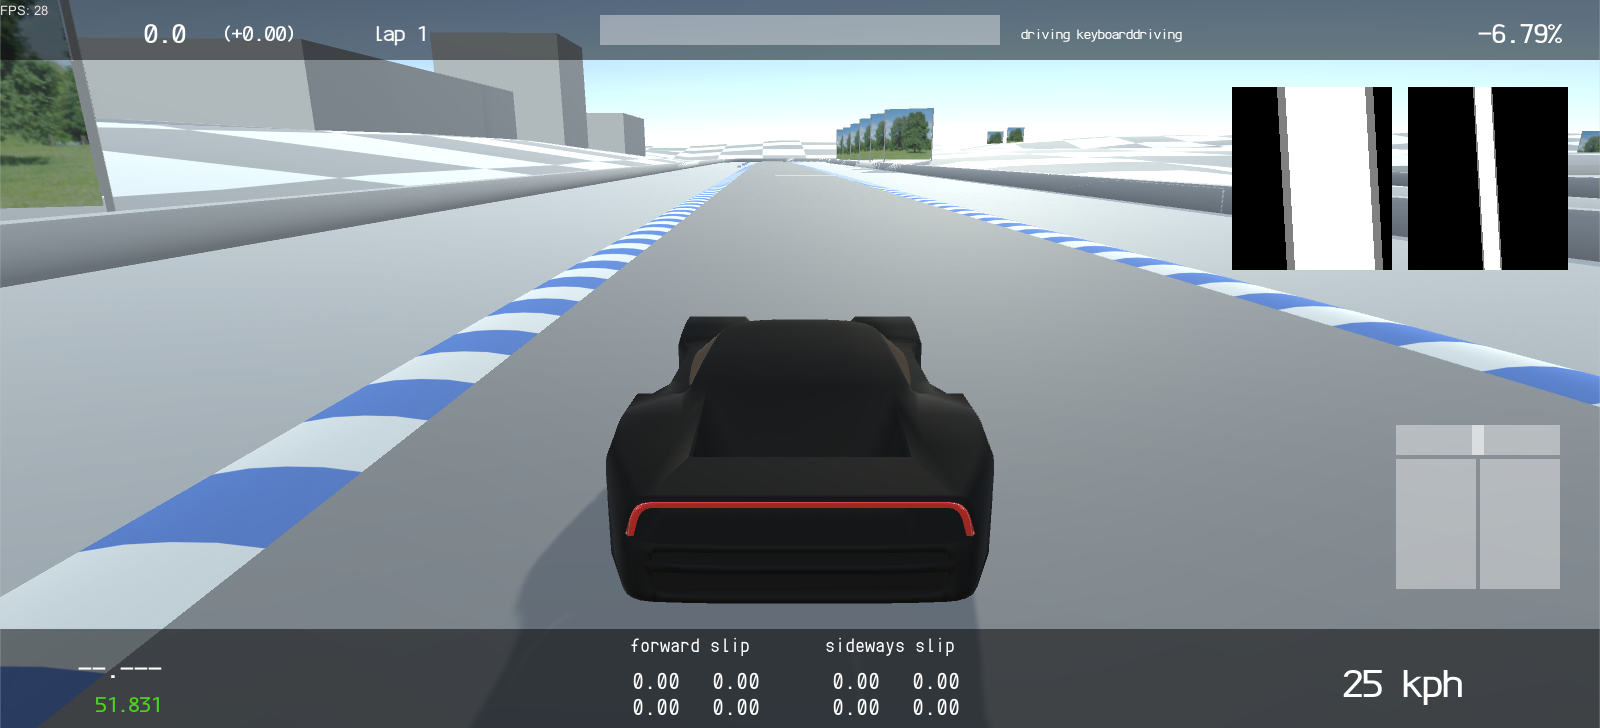 FPS: 28
0.0 (+0.00) lap 1 driving keyboarddriving -6.79%
forward slip sideways slip
--.---
0.00 0.00 0.00 0.00
25 kph
51.831
0.00 0.00 0.00 0.00